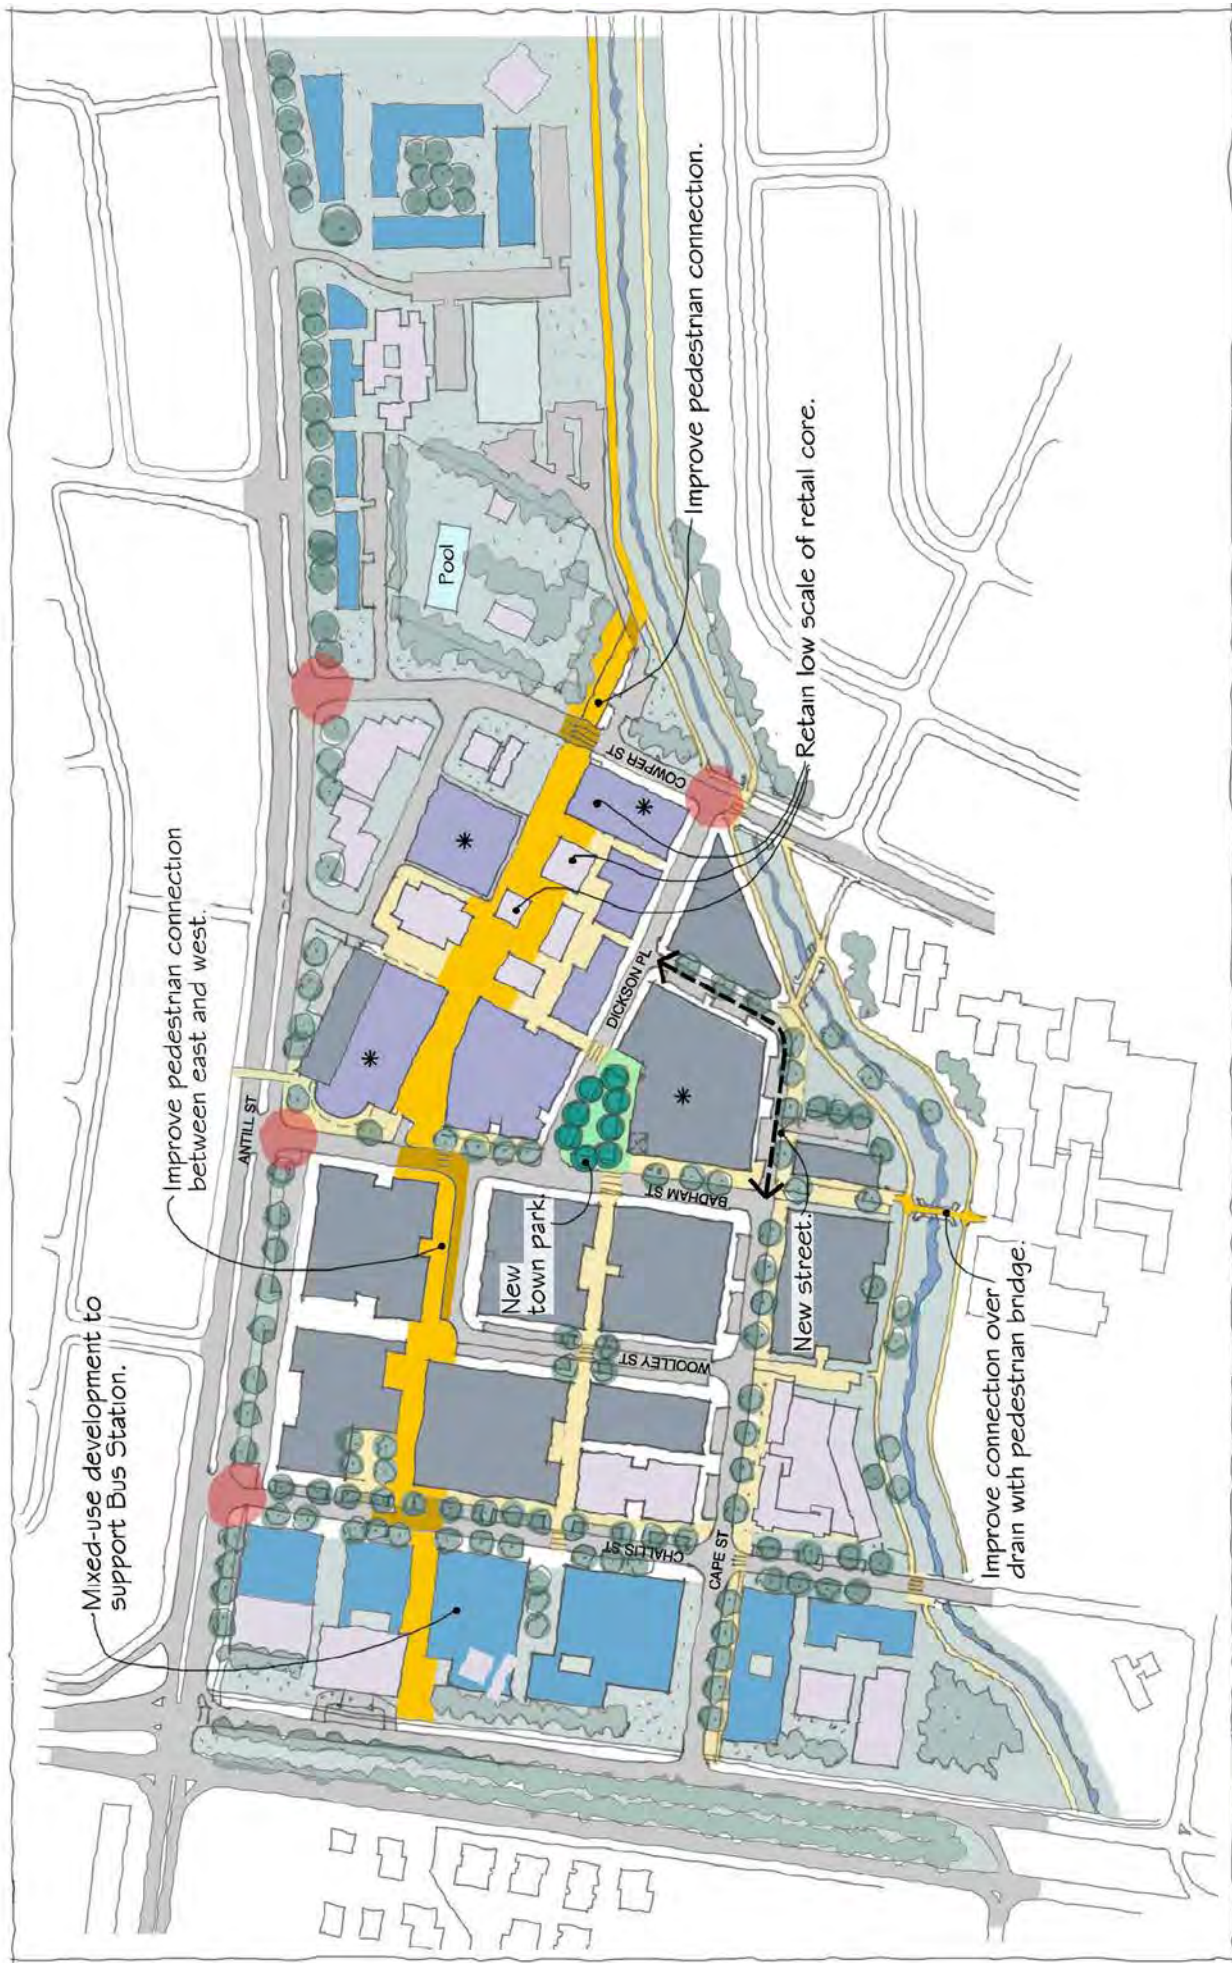 Mixed-use development to
support Bus Station.
Improve pedestrian connection
between east and west.
ANTILL ST
Pool
Improve pedestrian connection.
COWPER ST
Retain low scale of retail core.
DICKSON PL
New
town park.
BADHAM ST
WOOLLEY ST
New street.
CHALLIS ST
CAPE ST
Improve connection over
drain with pedestrian bridge.